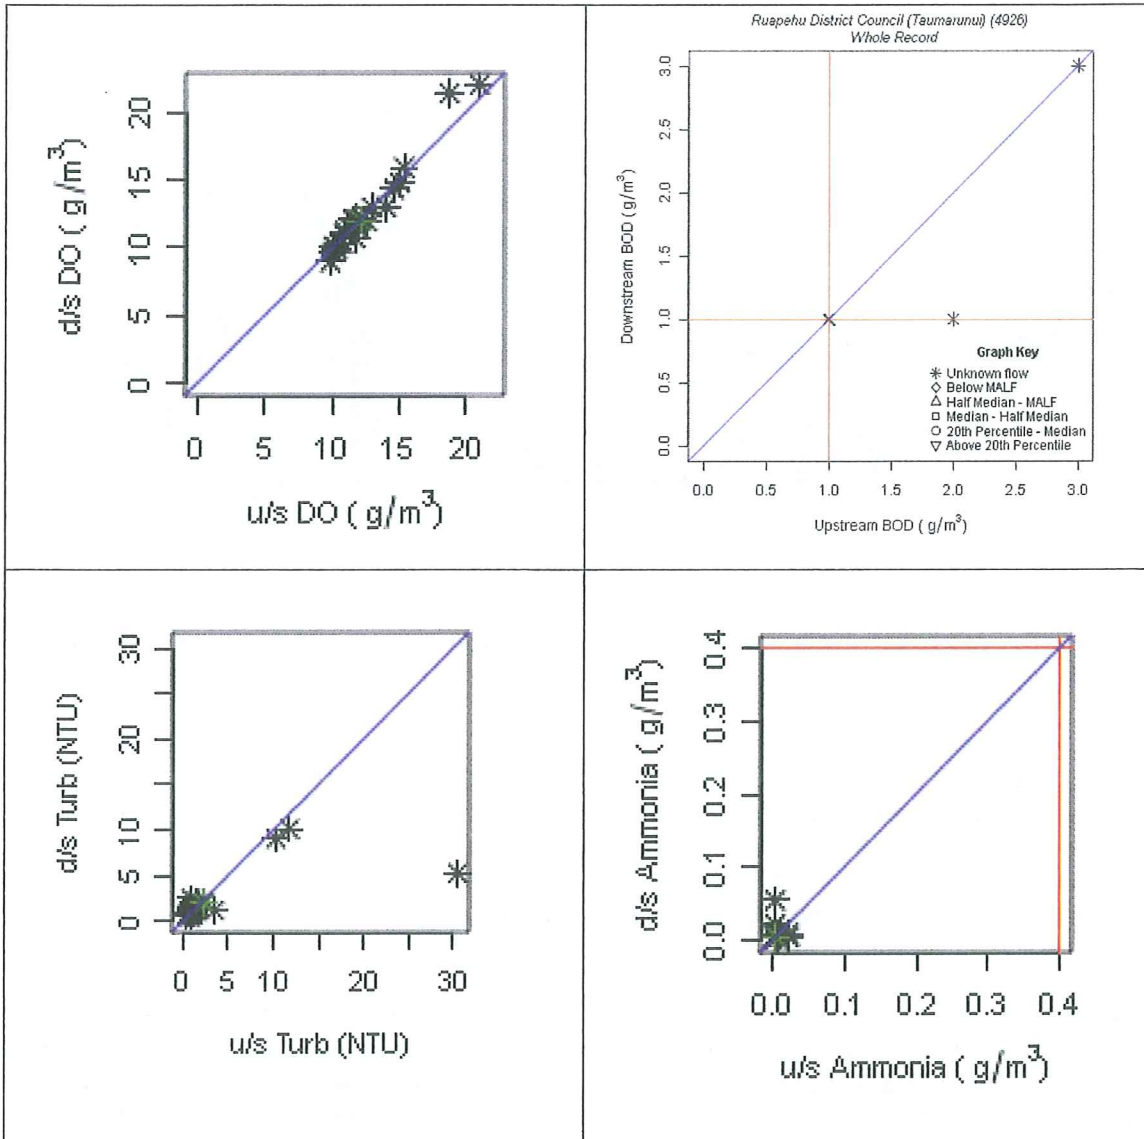 d/s DO ( g/m³)
20
15
10
5
0
0 5 10 15 20
u/s DO ( g/m³)
Ruapehu District Council (Taumarunui) (4926)
Whole Record
Downstream BOD (g/m³)
3.0
2.5
2.0
1.5
1.0
0.5
0.0
Graph Key
Unknown flow
Below MALF
Half Median - MALF
Median - Half Median
20th Percentile - Median
Above 20th Percentile
0.0 0.5 1.0 1.5 2.0 2.5 3.0
Upstream BOD ( g/m³)
d/s Turb (NTU)
30
20
10
5
0
0 5 10 20 30
u/s Turb (NTU)
d/s Ammonia ( g/m³)
0.4
0.3
0.2
0.1
0.0
0.0 0.1 0.2 0.3 0.4
u/s Ammonia ( g/m³)